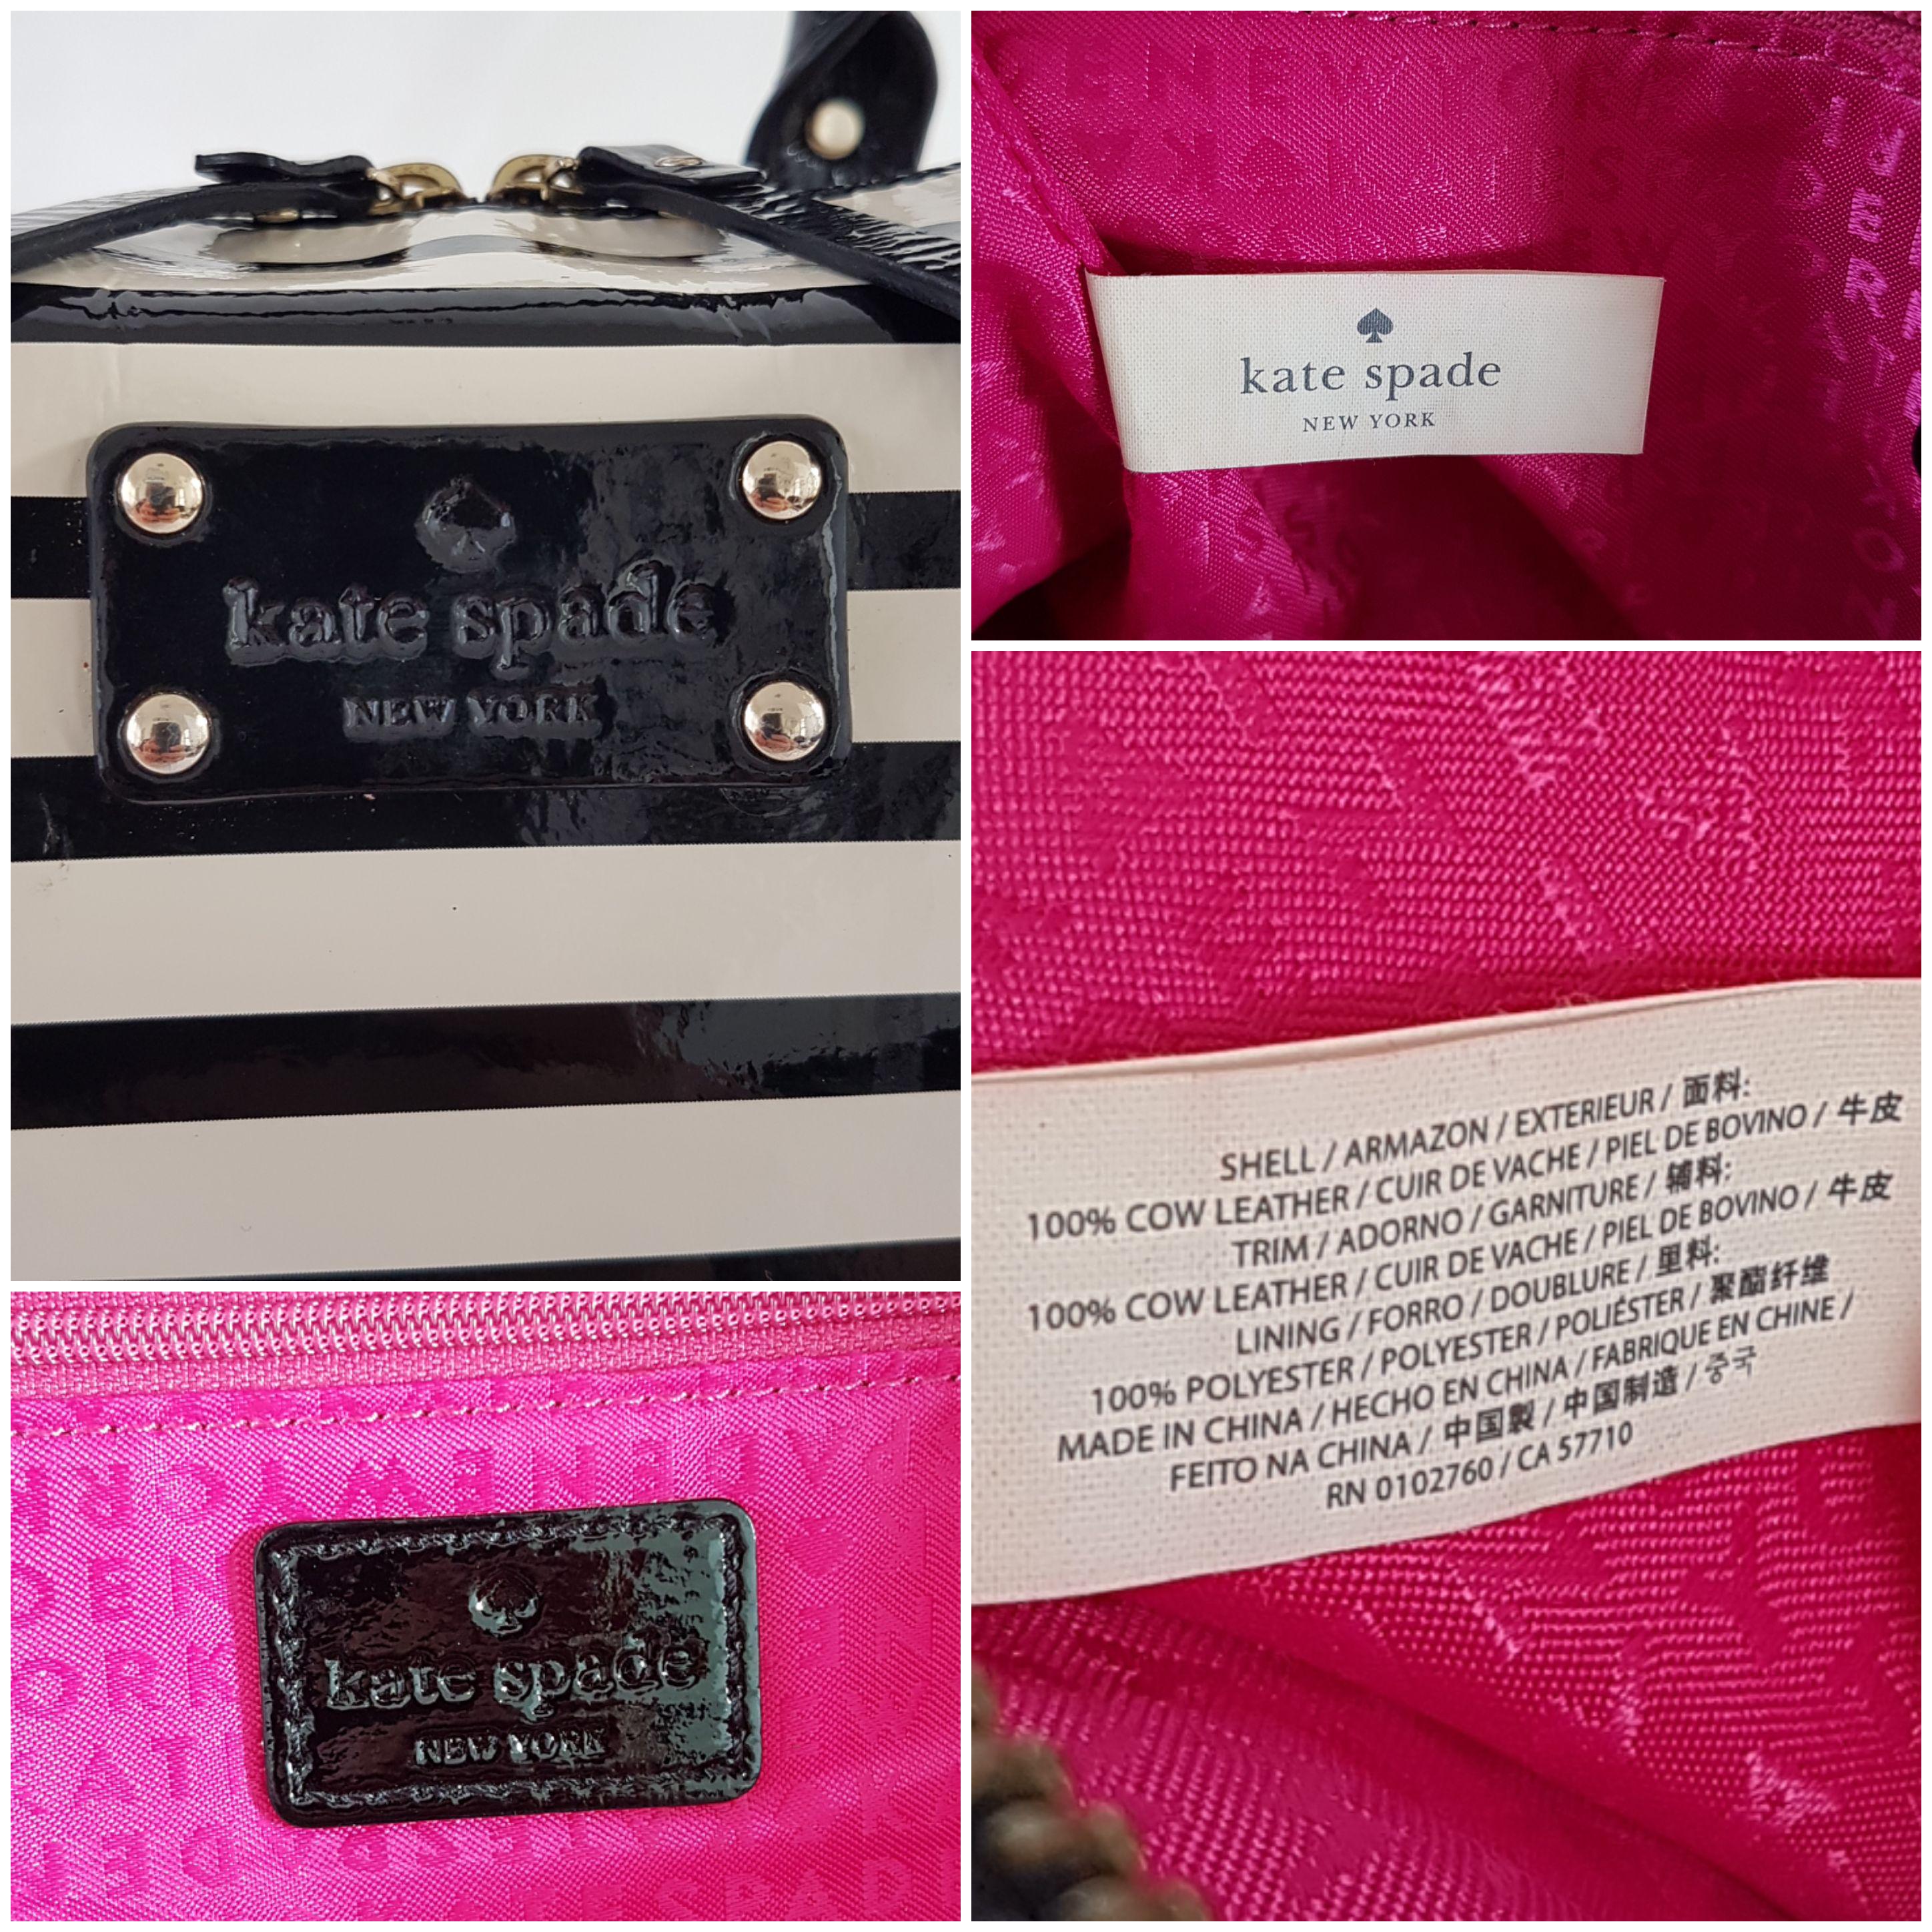 kate spade
NEW YORK
kate spade
NEW YORK
SHELL / ARMAZON / EXTERIEUR / 面料:
100% COW LEATHER / CUIR DE VACHE / PIEL DE BOVINO / 牛皮
TRIM / ADORNO / GARNITURE / 辅料:
100% COW LEATHER / CUIR DE VACHE / PIEL DE BOVINO / 牛皮
LINING / FORRO / DOUBLURE / 里料:
100% POLYESTER / POLYESTER / POLIÉSTER / 聚酯纤维
MADE IN CHINA / HECHO EN CHINA / FABRIQUE EN CHINE /
FEITO NA CHINA / 中国製 / 中国制造 / 중국
RN 0102760 / CA 57710
kate spade
NEW YORK